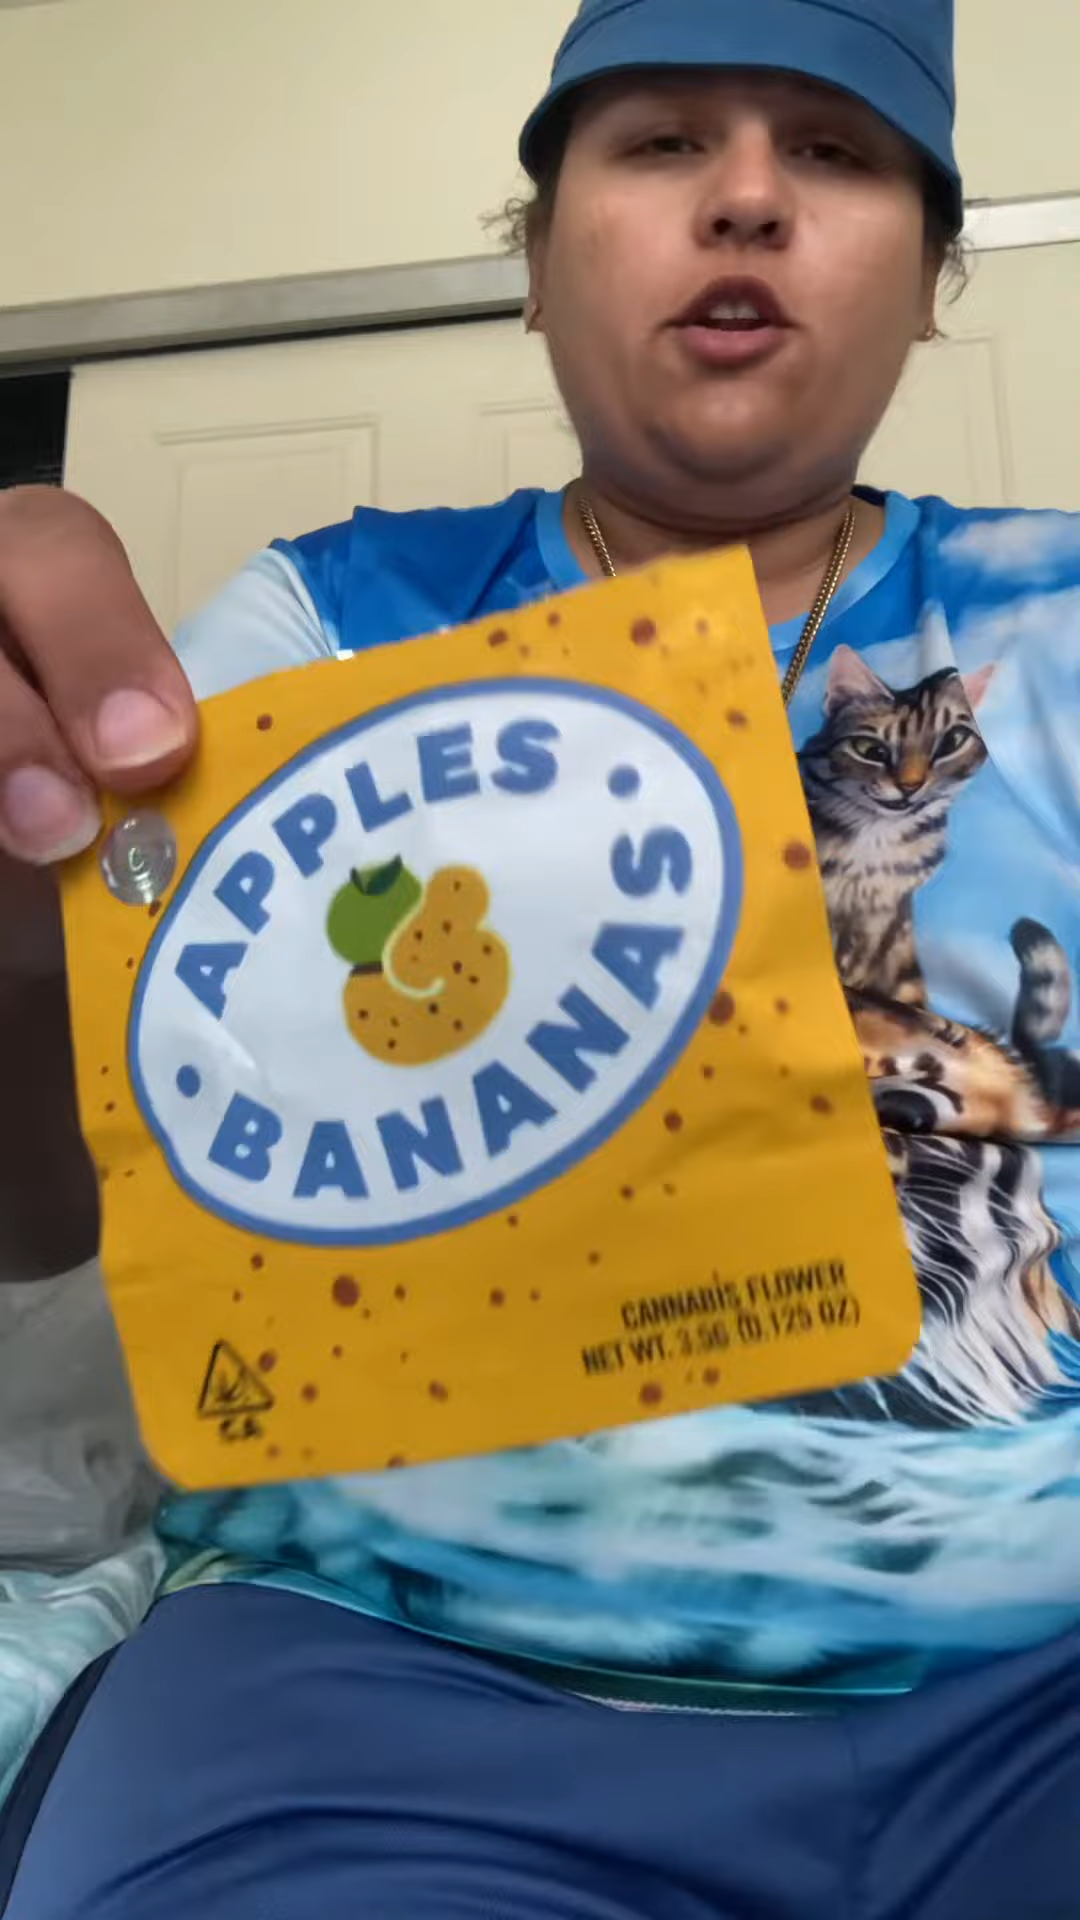 APPLES
BANANAS
CANNABIS FLOWER
NET WT. 3.5G (0.125 OZ)
CA